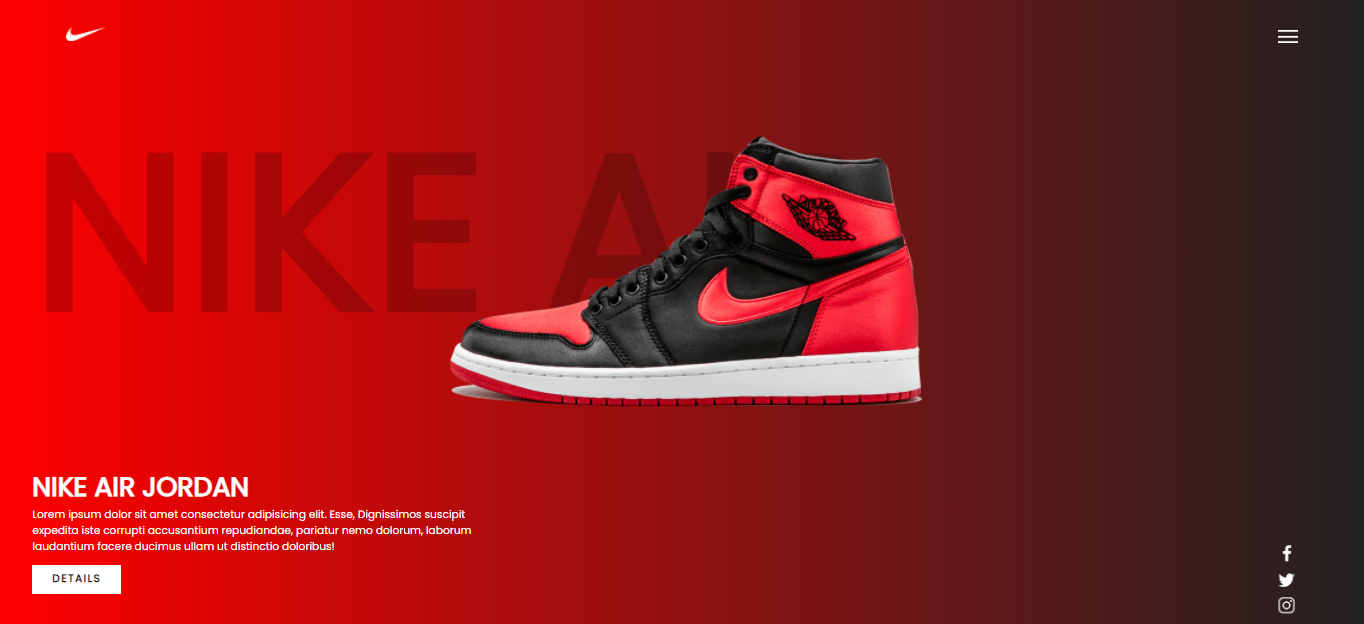 NIKE A
NIKE AIR JORDAN
Lorem ipsum dolor sit amet consectetur adipisicing elit. Esse, Dignissimos suscipit
expedita iste corrupti accusantium repudiandae, pariatur nemo dolorum, laborum
laudantium facere ducimus ullam ut distinctio doloribus!
DETAILS